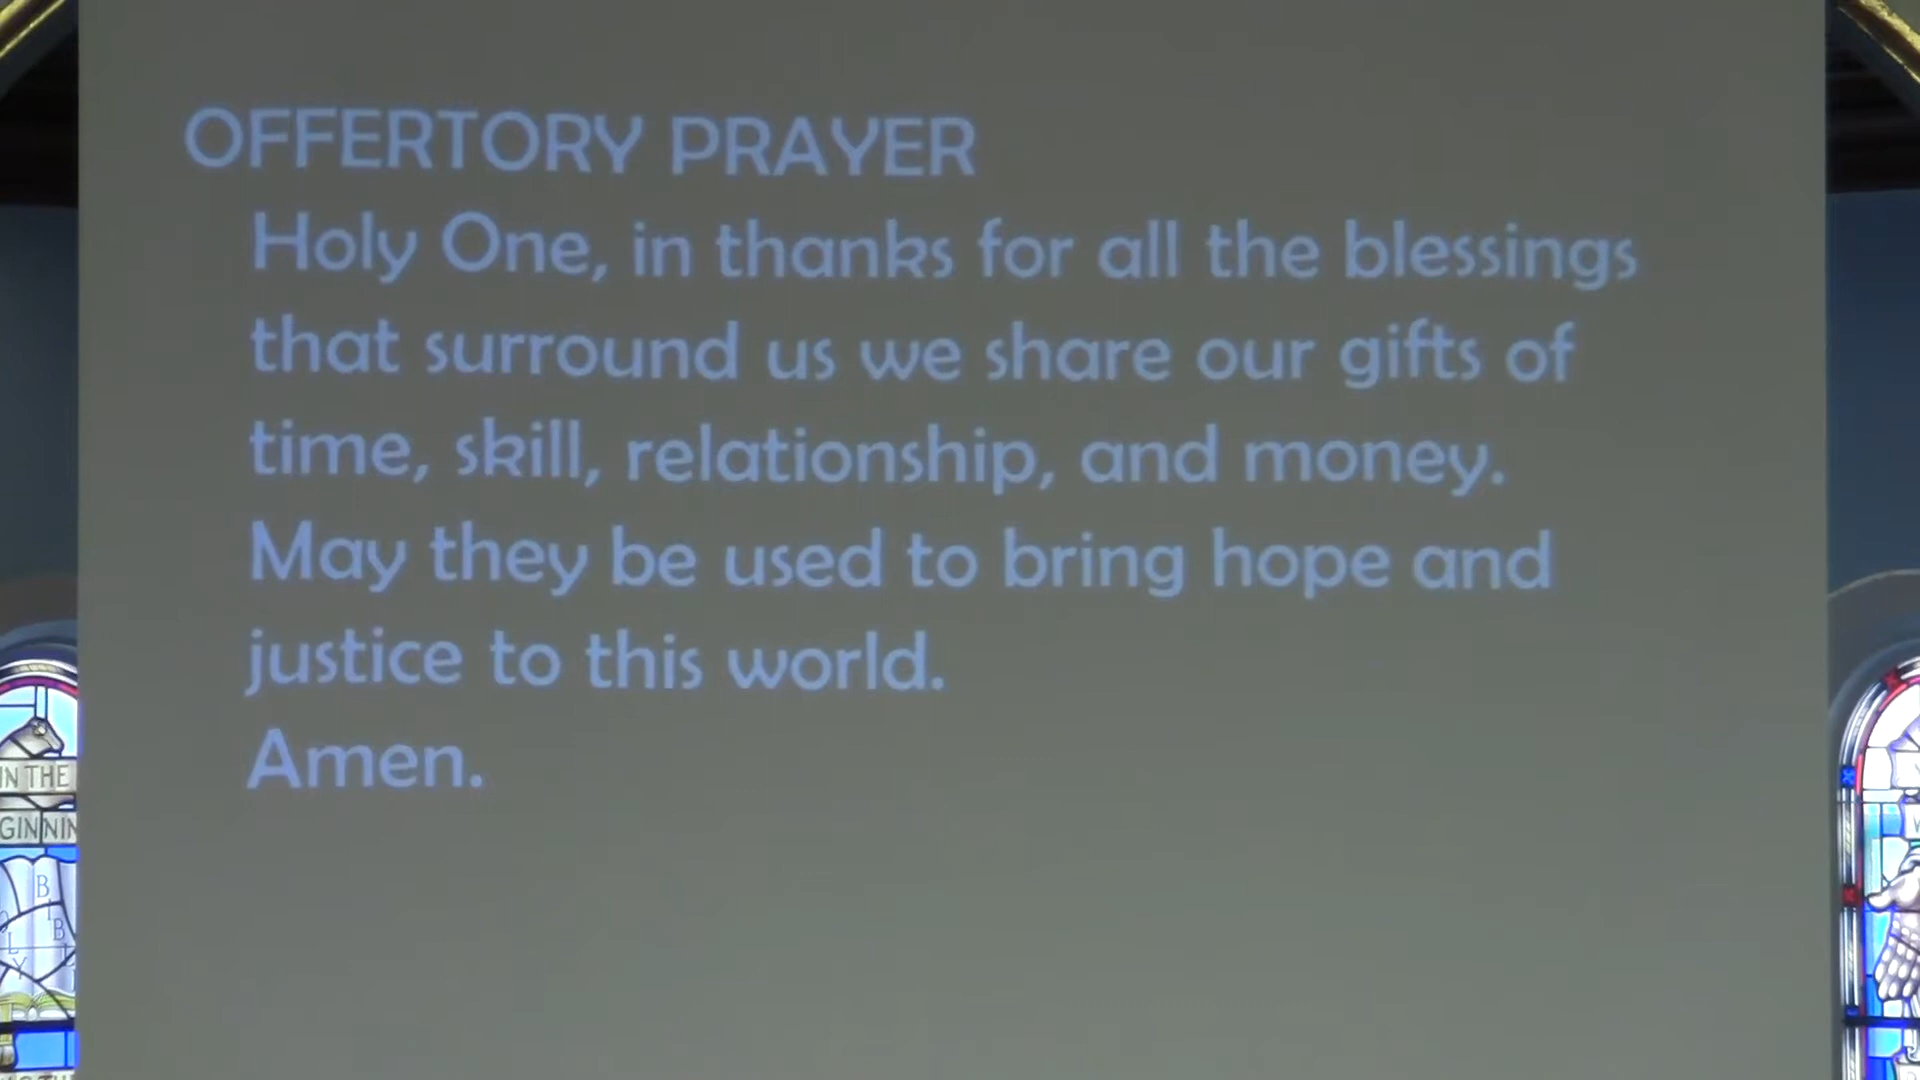 OFFERTORY PRAYER
Holy One, in thanks for all the blessings
that surround us we share our gifts of
time, skill, relationship, and money.
May they be used to bring hope and
justice to this world.
Amen.
IN THE
GINNIN
B
I
B
L
Y